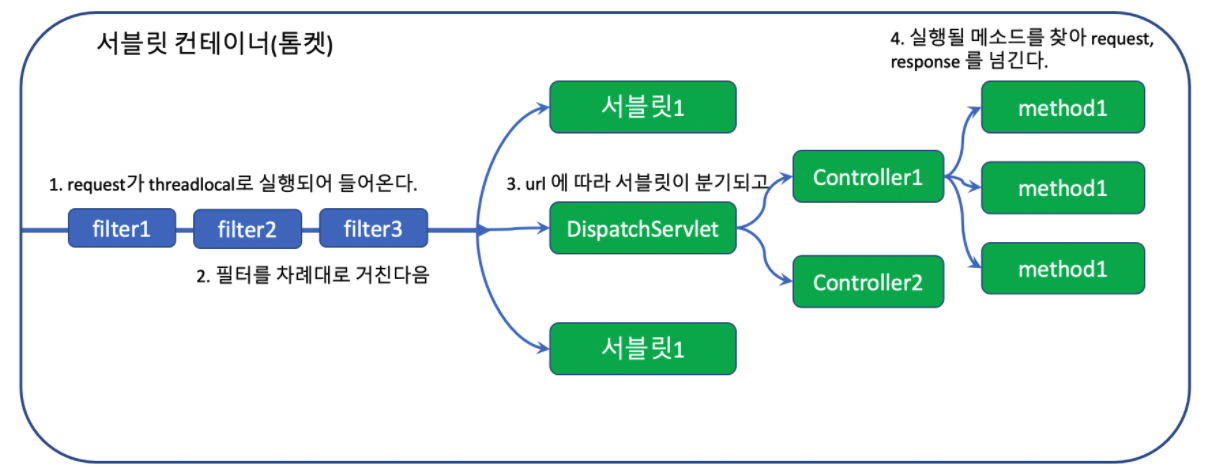 서블릿 컨테이너(톰켓)
4. 실행될 메소드를 찾아 request,
response 를 넘긴다.
서블릿1
method1
1. request가 threadlocal로 실행되어 들어온다.
3. url 에 따라 서블릿이 분기되고
Controller1
method1
filter1
filter2
filter3
DispatchServlet
2. 필터를 차례대로 거친다음
Controller2
method1
서블릿1